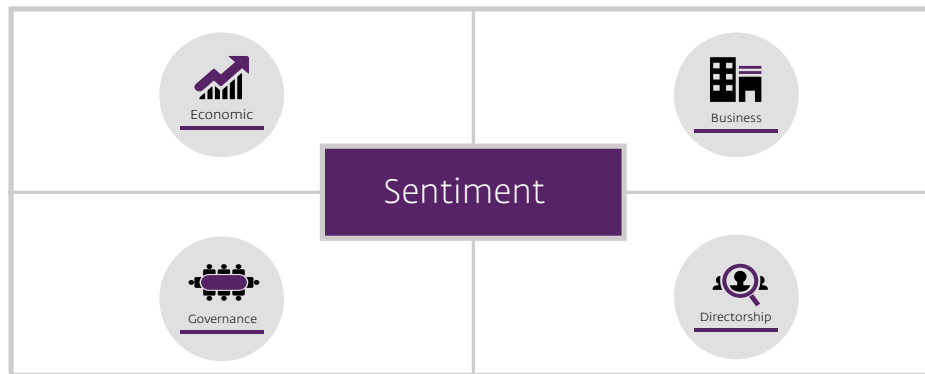 Economic
Business
Sentiment
Governance
Directorship